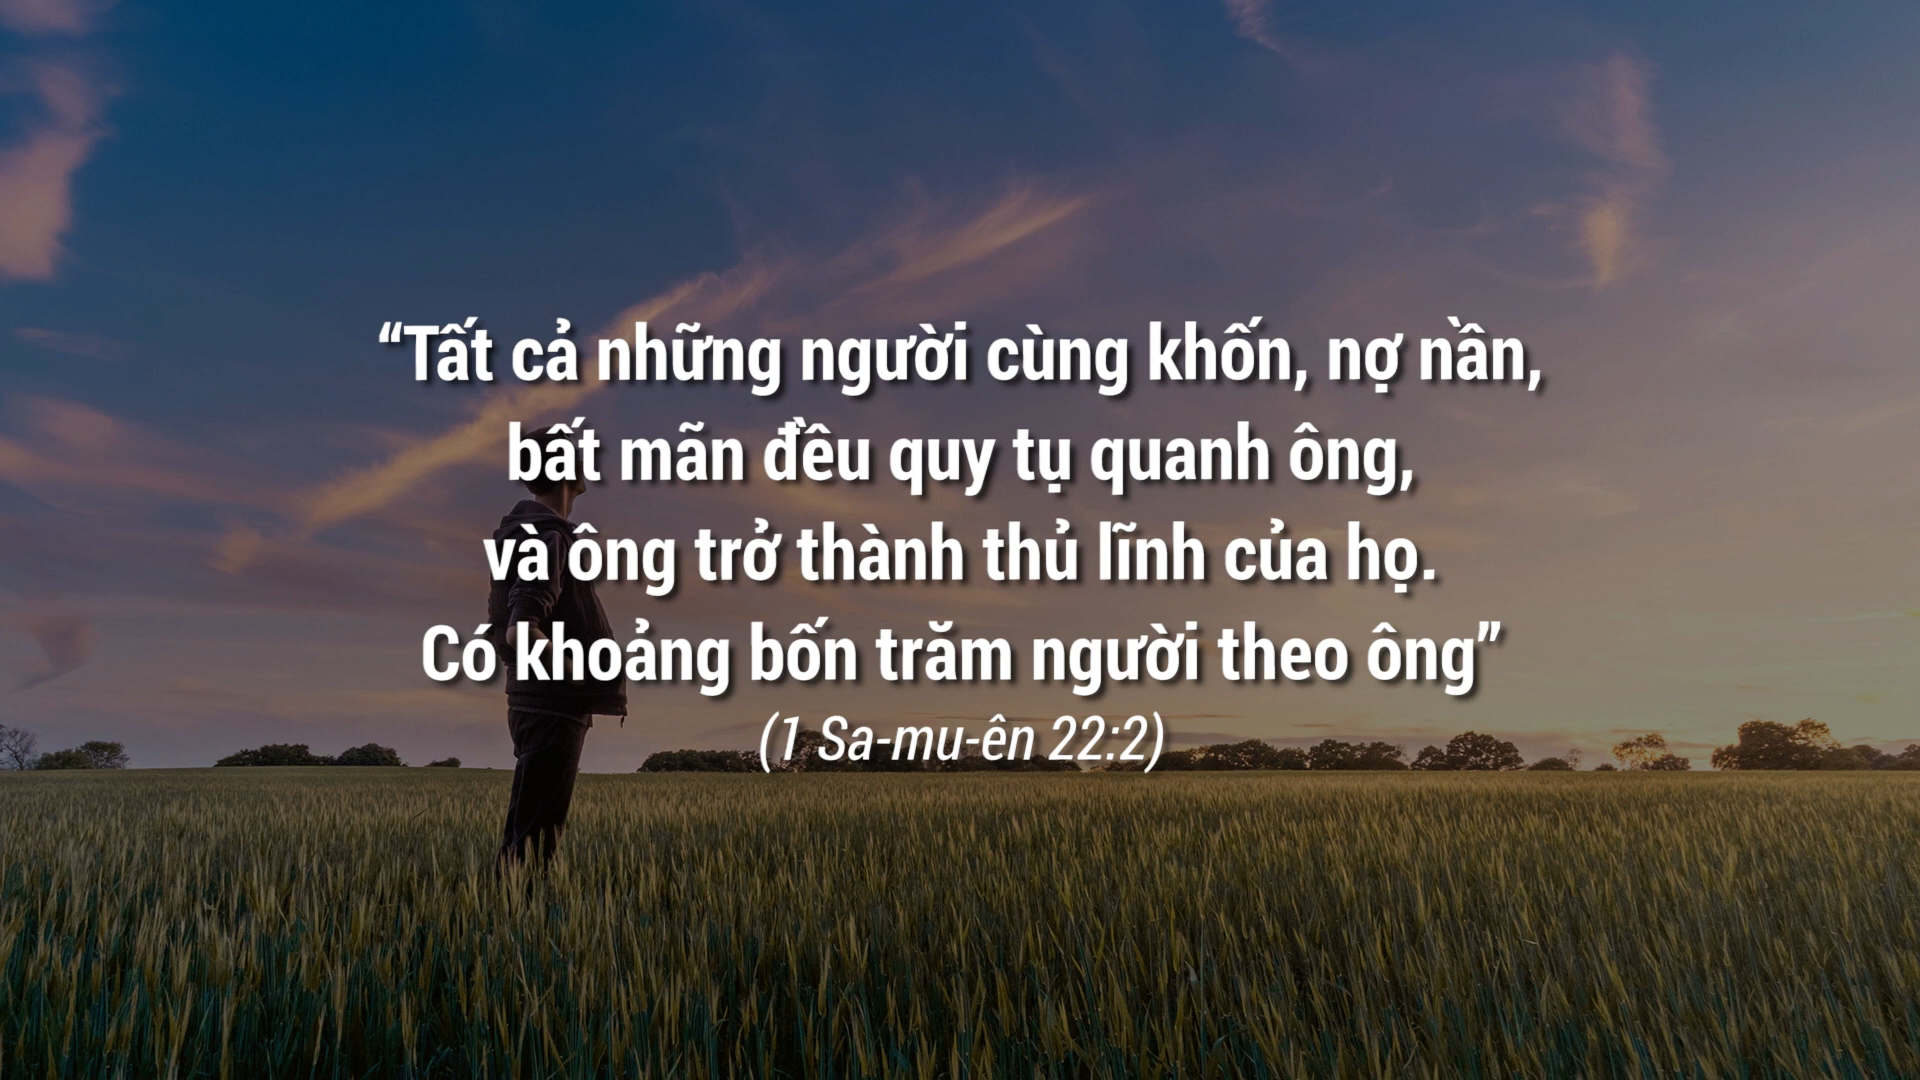 “Tất cả những người cùng khốn, nợ nần,
bất mãn đều quy tụ quanh ông,
và ông trở thành thủ lĩnh của họ.
Có khoảng bốn trăm người theo ông”
(1 Sa-mu-ên 22:2)